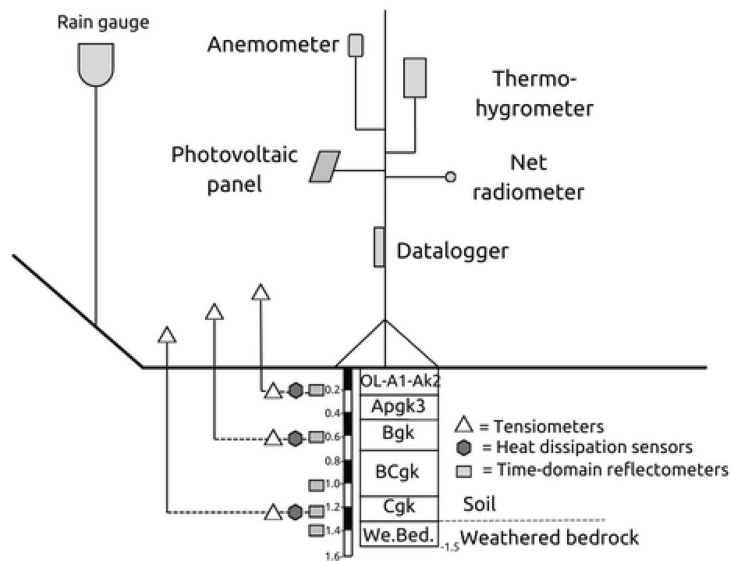 Rain gauge
Anemometer
Thermo-
hygrometer
Photovoltaic
panel
Net
radiometer
Datalogger
OL-A1-Ak2
0.2
Apgk3
0.4
Bgk
0.6
0.8
BCgk
1.0
Cgk
1.2
We.Bed.
1.4
-1.5
1.6
= Tensiometers
= Heat dissipation sensors
= Time-domain reflectometers
Soil
Weathered bedrock